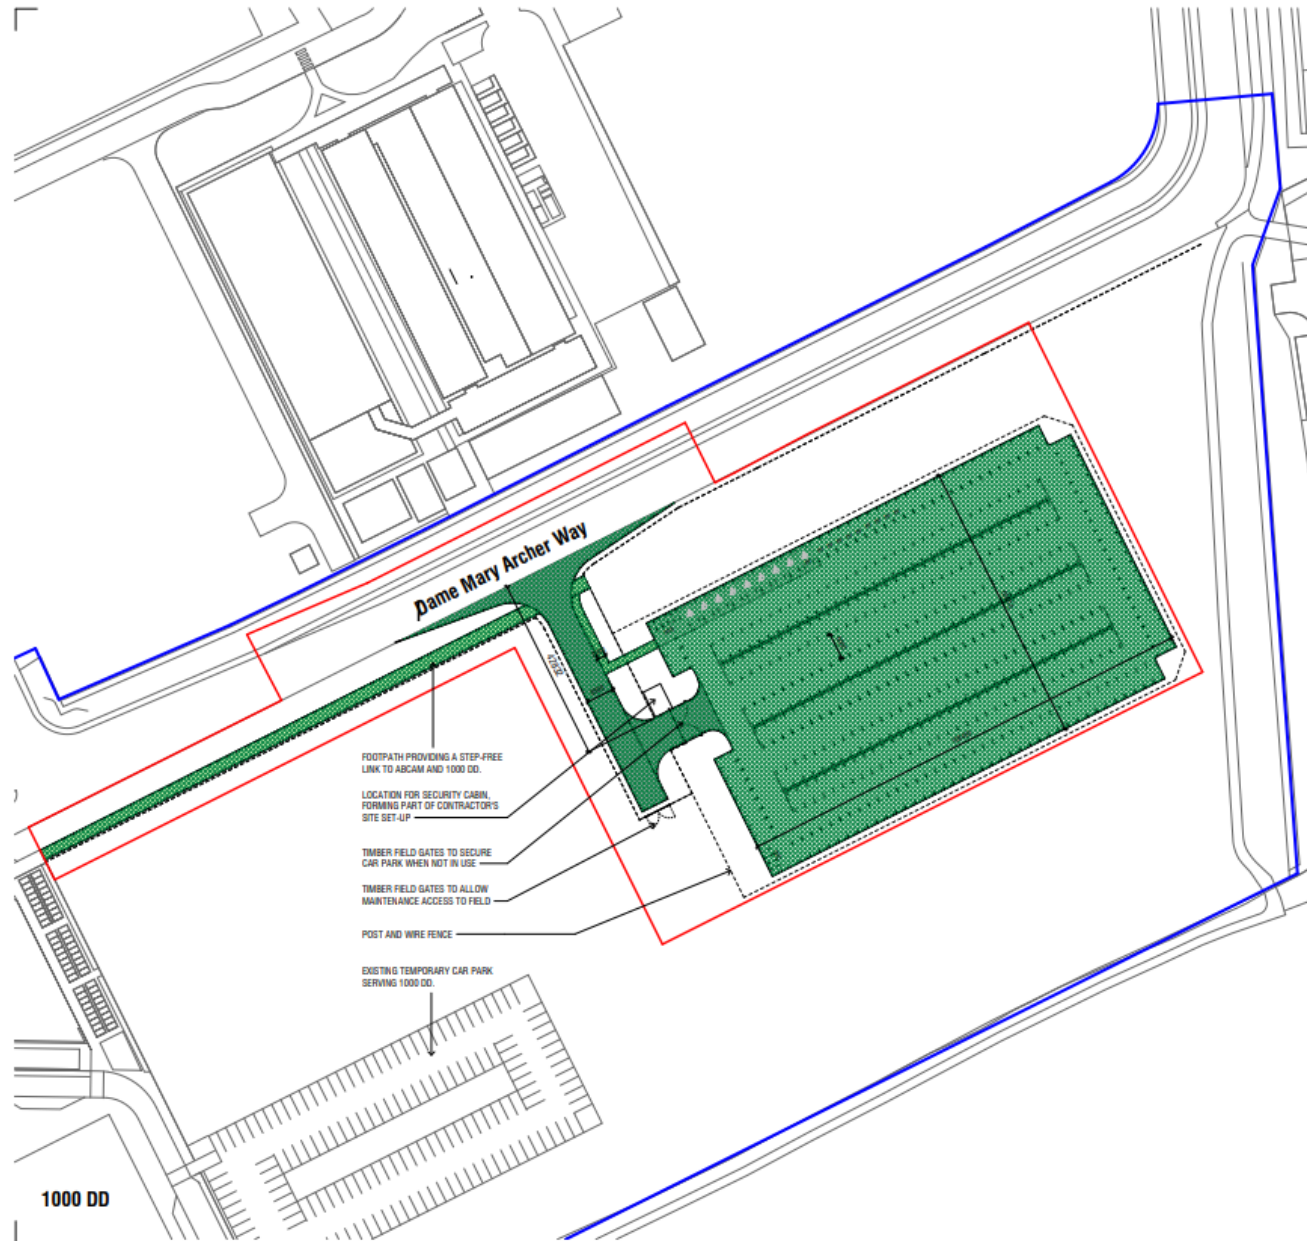 Dame Mary Archer Way
42632
FOOTPATH PROVIDING A STEP-FREE
LINK TO ABCAM AND 1000 DD.
LOCATION FOR SECURITY CABIN,
FORMING PART OF CONTRACTOR'S
SITE SET-UP
TIMBER FIELD GATES TO SECURE
CAR PARK WHEN NOT IN USE
TIMBER FIELD GATES TO ALLOW
MAINTENANCE ACCESS TO FIELD
POST AND WIRE FENCE
EXISTING TEMPORARY CAR PARK
SERVING 1000 DD.
1000 DD